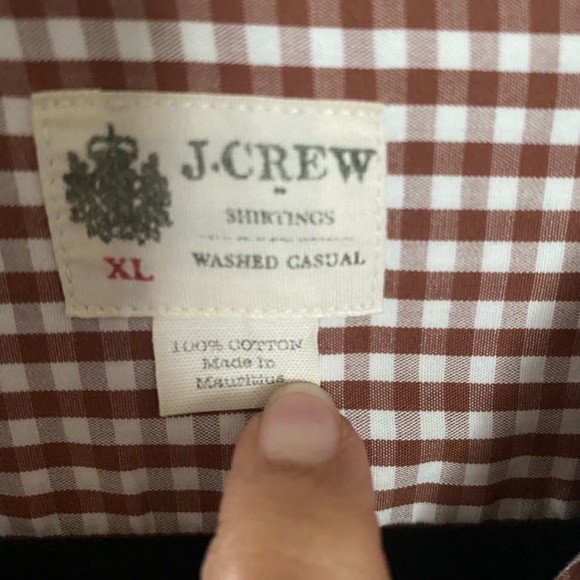 J.CREW
SHIRTINGS
XL
WASHED CASUAL
100% COTTON
Made in
Mauritius